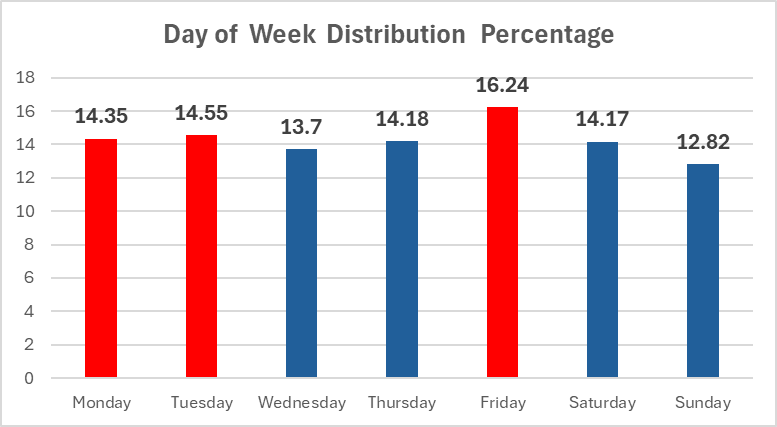 Day of Week Distribution Percentage
18
16
14
12
10
8
6
4
2
0
14.35
14.55
13.7
14.18
16.24
14.17
12.82
Monday
Tuesday
Wednesday
Thursday
Friday
Saturday
Sunday